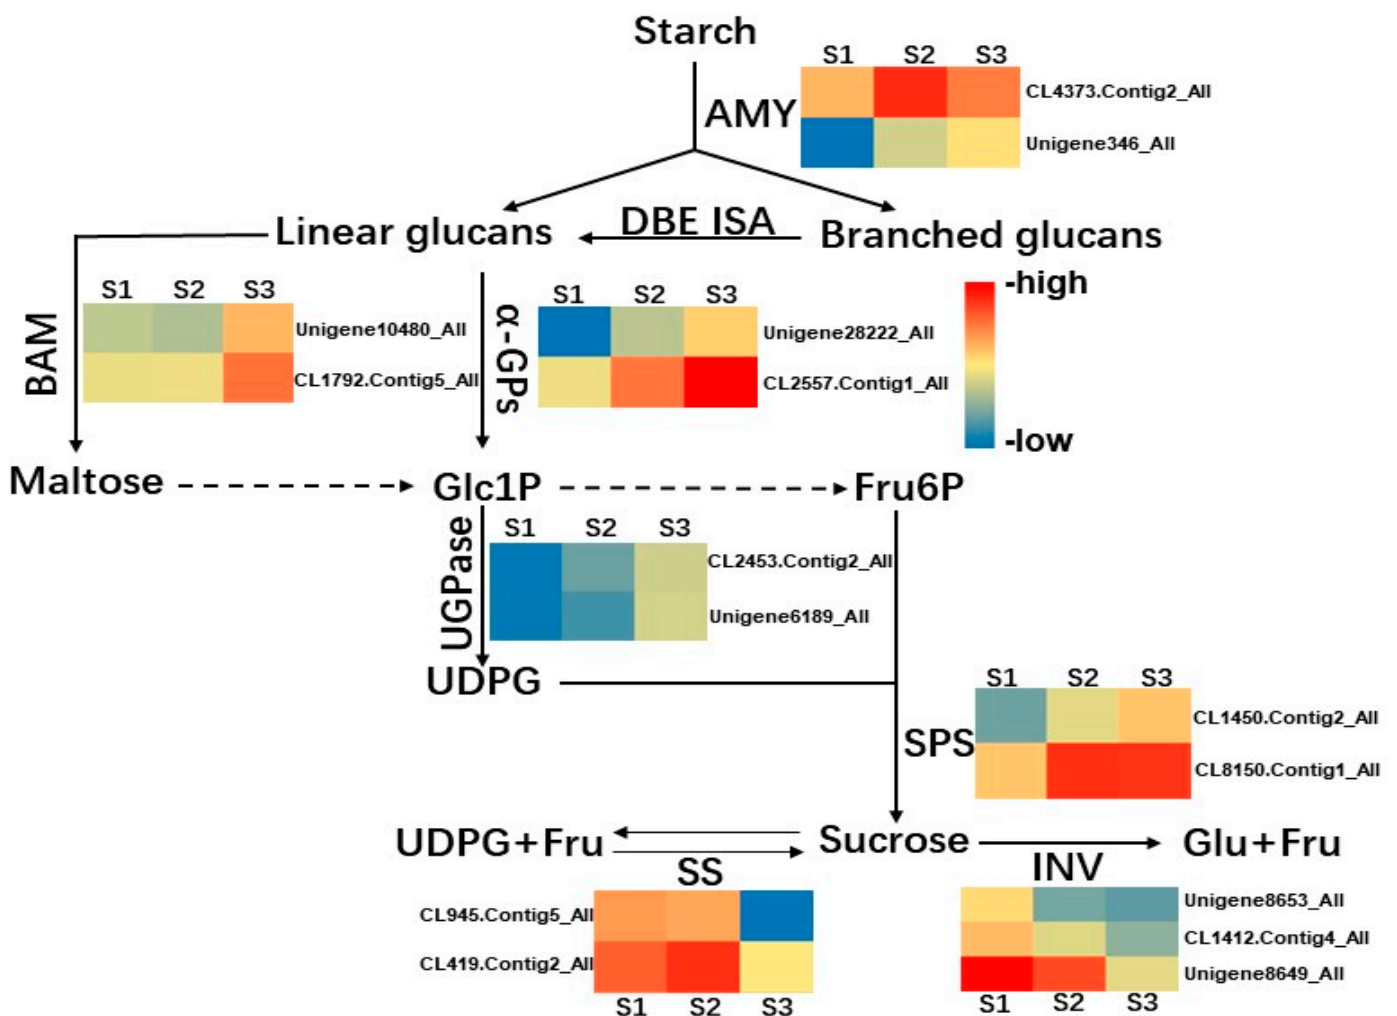 Starch
S1 S2 S3
AMY
CL4373.Contig2_All
Unigene346_All
Linear glucans
DBE ISA
Branched glucans
BAM
S1 S2 S3
Unigene10480_All
CL1792.Contig5_All
α-GPs
S1 S2 S3
Unigene28222_All
CL2557.Contig1_All
-high
-low
Maltose
Glc1P
Fru6P
UGPase
S1 S2 S3
CL2453.Contig2_All
Unigene6189_All
UDPG
S1 S2 S3
SPS
CL1450.Contig2_All
CL8150.Contig1_All
UDPG+Fru
Sucrose
Glu+Fru
SS
INV
CL945.Contig5_All
CL419.Contig2_All
S1 S2 S3
Unigene8653_All
CL1412.Contig4_All
Unigene8649_All
S1 S2 S3